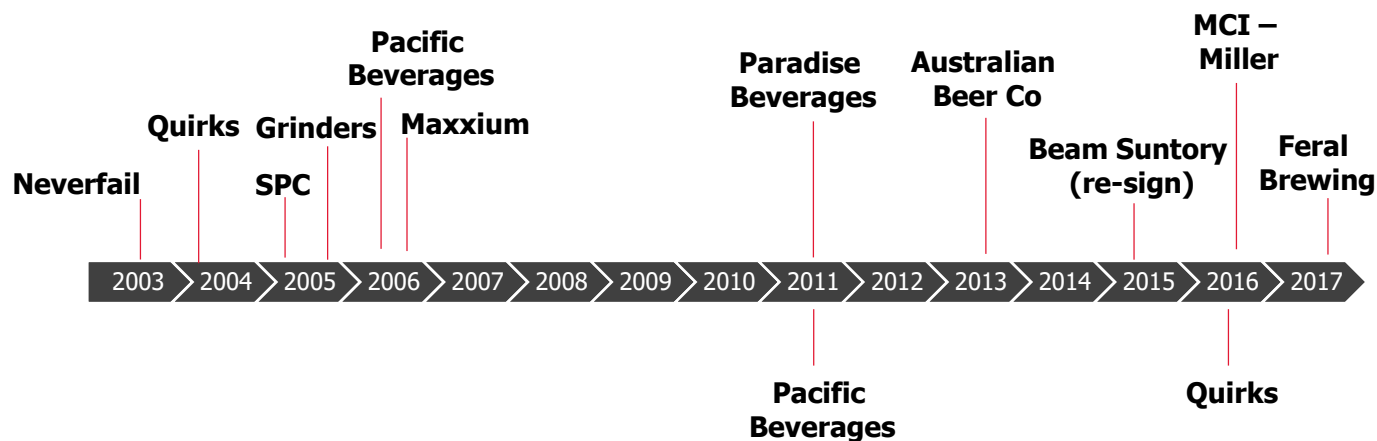 MCI –
Miller
Pacific
Beverages
Paradise
Beverages
Australian
Beer Co
Quirks
Grinders
Maxxium
Beam Suntory
(re-sign)
Feral
Brewing
Neverfail
SPC
2003
2004
2005
2006
2007
2008
2009
2010
2011
2012
2013
2014
2015
2016
2017
Pacific
Beverages
Quirks